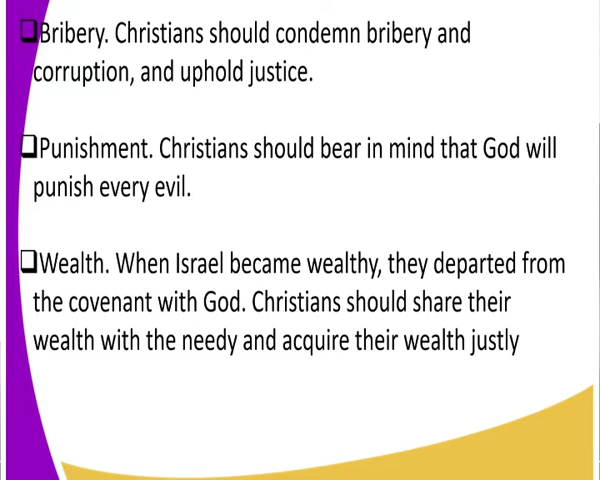 ❑Bribery. Christians should condemn bribery and
corruption, and uphold justice.
❑Punishment. Christians should bear in mind that God will
punish every evil.
❑Wealth. When Israel became wealthy, they departed from
the covenant with God. Christians should share their
wealth with the needy and acquire their wealth justly